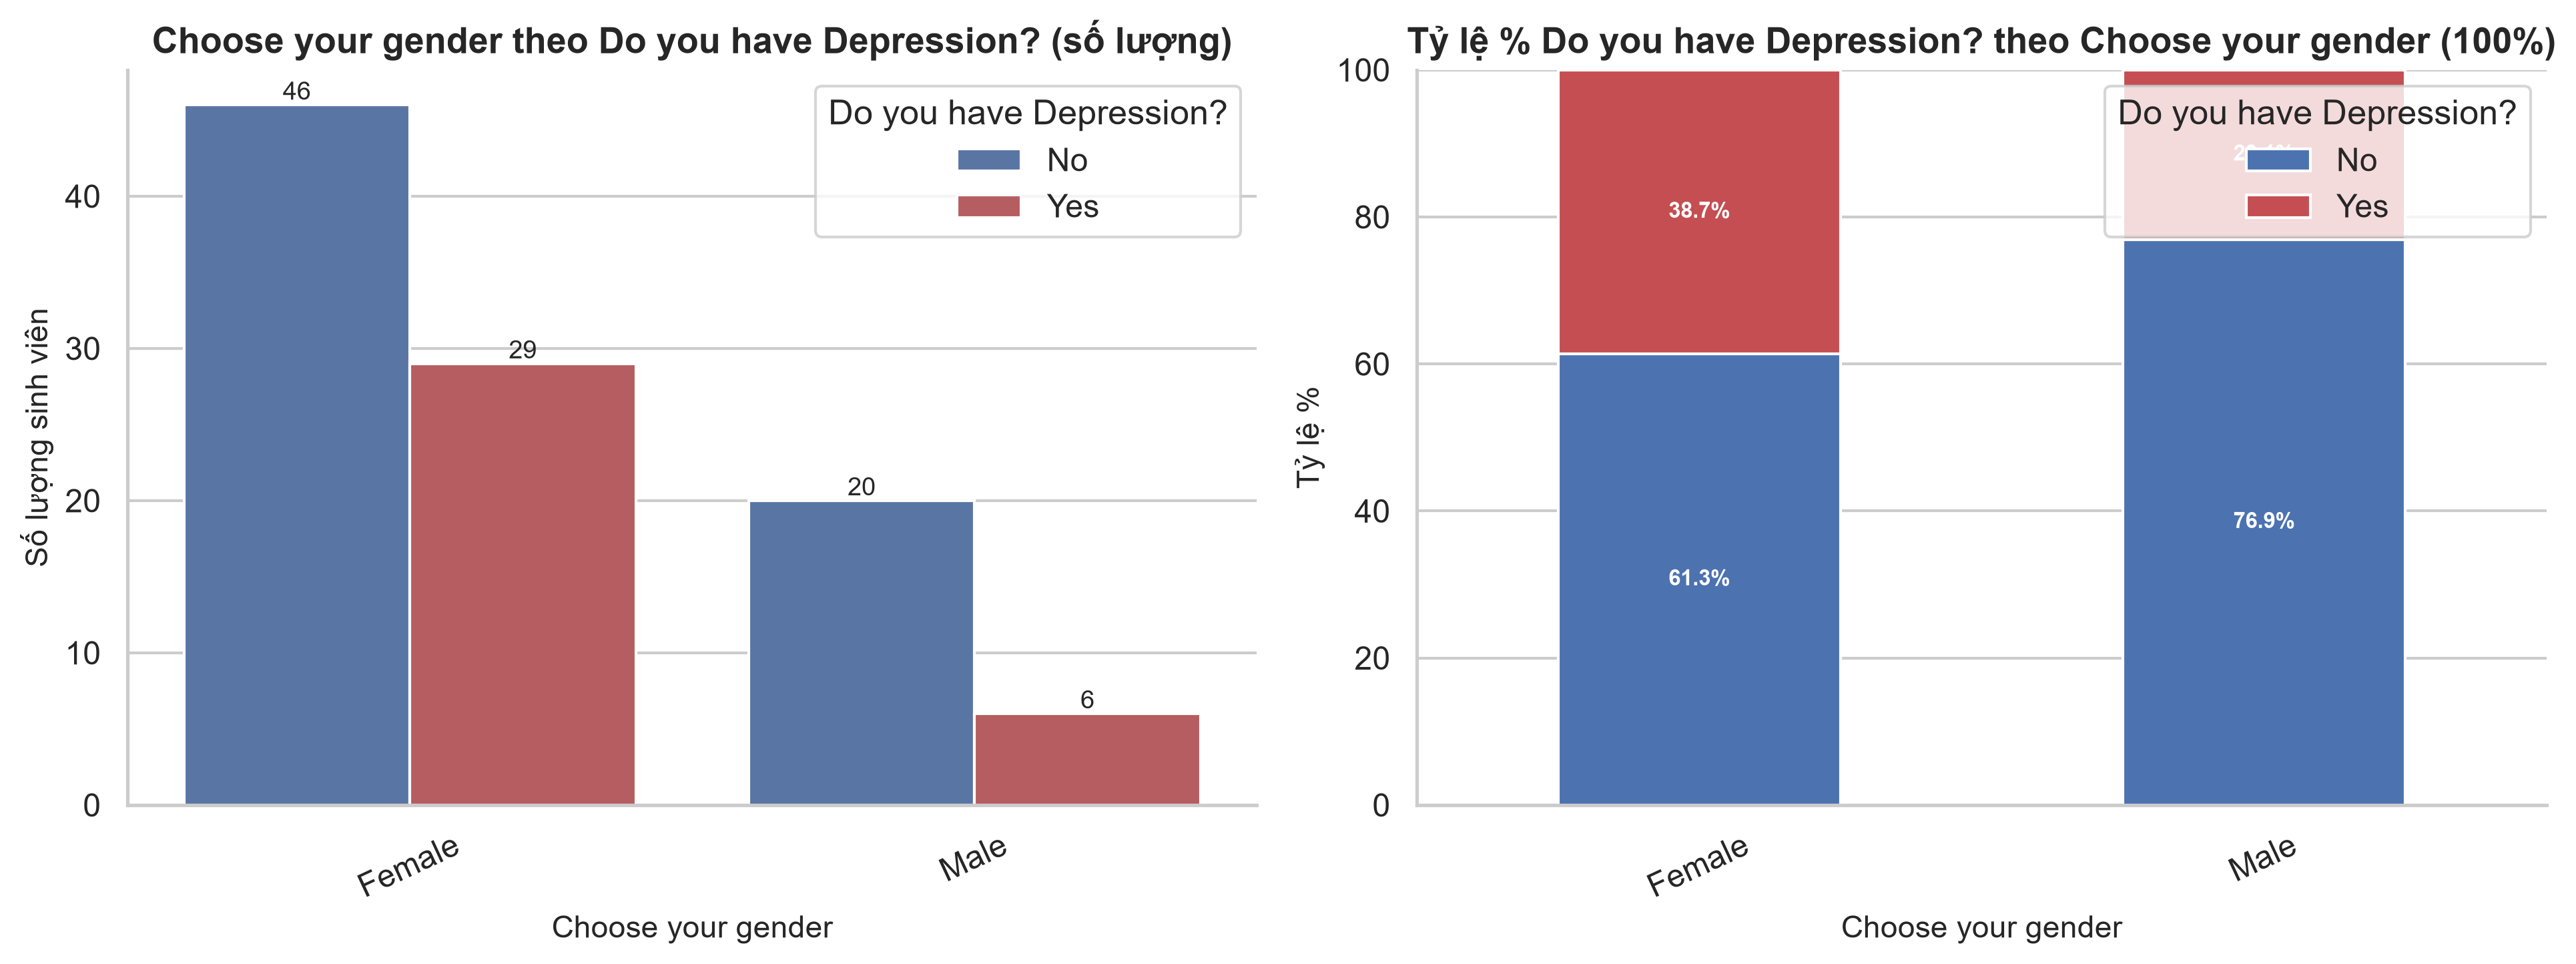 Choose your gender theo Do you have Depression? (số lượng)
Số lượng sinh viên
40
30
20
10
0
46
29
20
6
Do you have Depression?
No
Yes
Female
Male
Choose your gender
Tỷ lệ % Do you have Depression? theo Choose your gender (100%)
Tỷ lệ %
100
80
60
40
20
0
38.7%
61.3%
76.9%
Do you have Depression?
No
Yes
Female
Male
Choose your gender